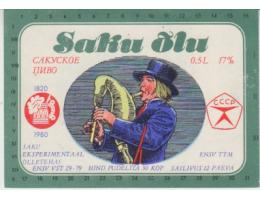 Saku õlu
САКУСКОЕ
ПИВО
0.5 L 17%
1820
1980
СССР
SAKU
EKSPERIMENTAAL
ÕLLETEHAS
ENSV TTM
ENSV VST 29-79 HIND PUDELITA 30 KOP SÄILIVUS 12 PÄEVA